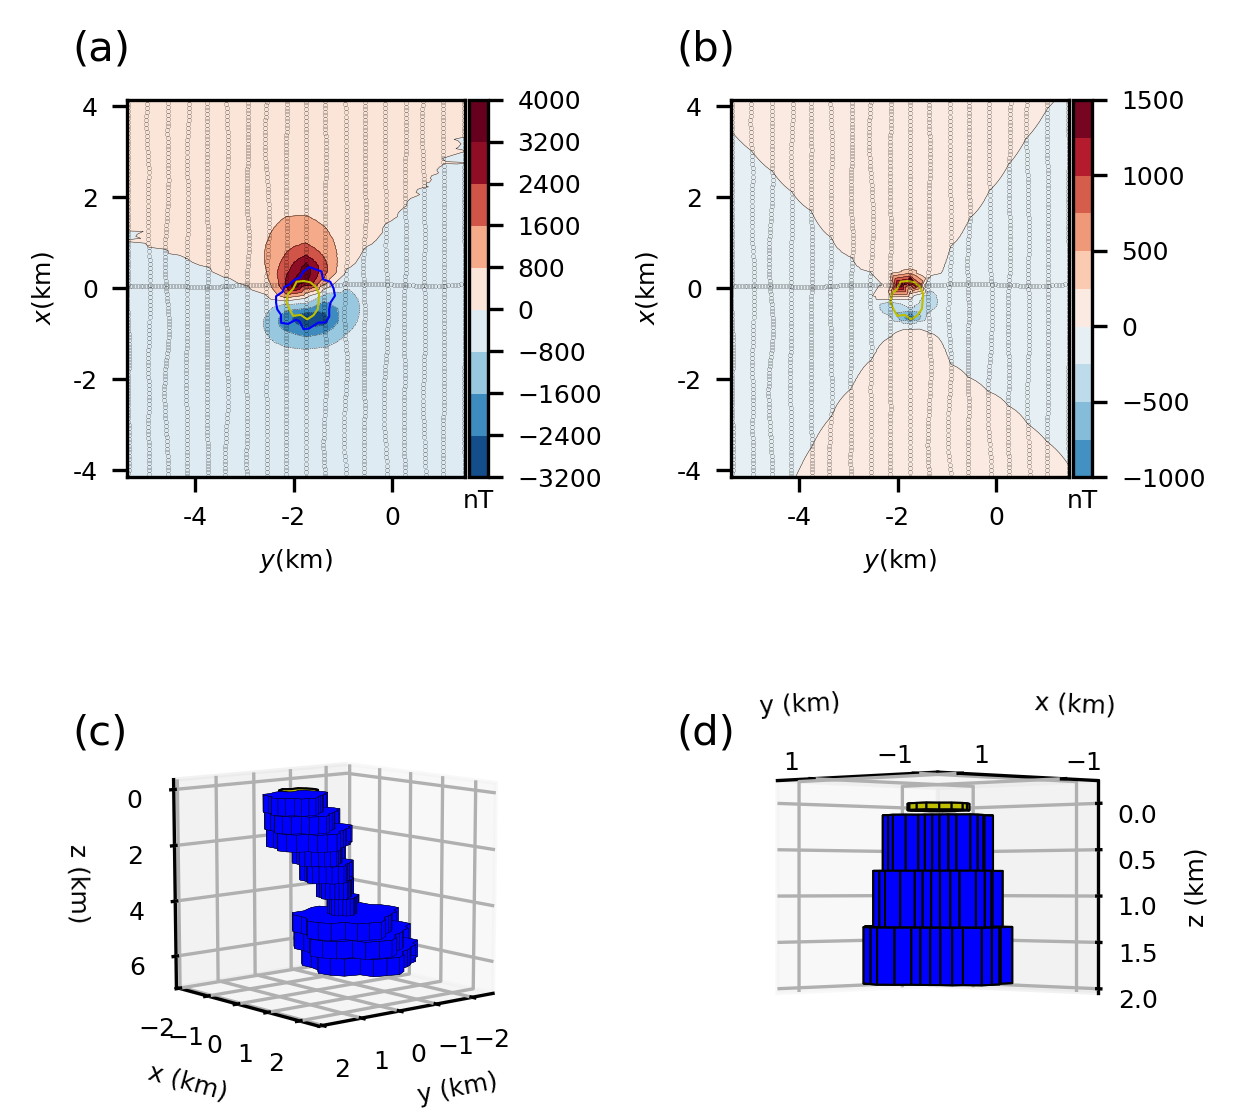 (a) (b)
4 4000 4 1500
3200
2 2400 2 1000
1600
800 500
0 0 0 0
x(km) x(km)
−800
-2 −1600 -2 −500
−2400
-4 −3200 -4 −1000
nT nT
-4 -2 0 -4 -2 0
y(km) y(km)
y (km) x (km)
(c) (d)
1 −1 1 −1
0 0.0
2 0.5
z (km) 1.0 z (km)
4 1.5
6 2.0
−2 −1 0 1 2 2 1 0 −1 −2
x (km) y (km)